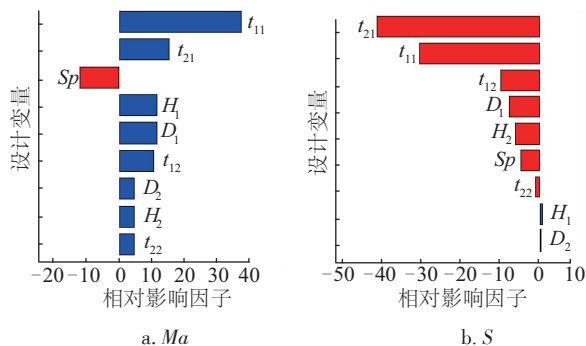 设计变量
t₁₁
t₂₁
Sp
H₁
D₁
t₁₂
D₂
H₂
t₂₂
−20 −10 0 10 20 30 40
相对影响因子
a. Ma
设计变量
t₂₁
t₁₁
t₁₂
D₁
H₂
Sp
t₂₂
H₁
D₂
−50 −40 −30 −20 −10 0 10
相对影响因子
b. S